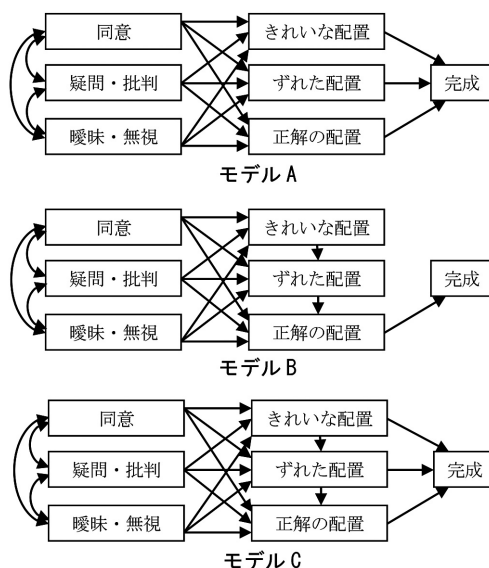 同意
きれいな配置
疑問・批判
ずれた配置
完成
曖昧・無視
正解の配置
モデルA
同意
きれいな配置
疑問・批判
ずれた配置
完成
曖昧・無視
正解の配置
モデルB
同意
きれいな配置
疑問・批判
ずれた配置
完成
曖昧・無視
正解の配置
モデルC